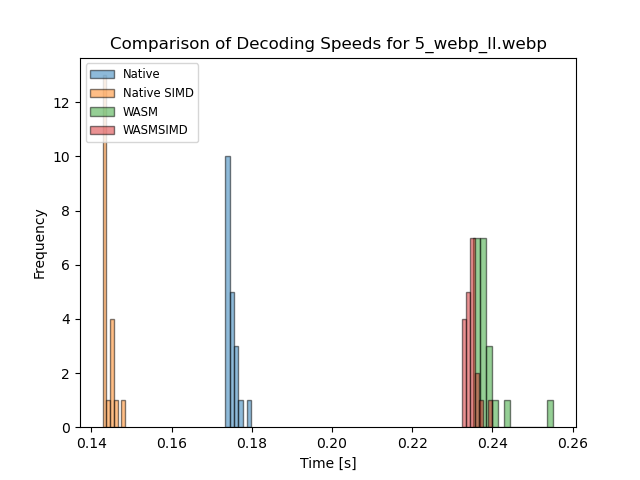 Comparison of Decoding Speeds for 5_webp_ll.webp
Native
Native SIMD
WASM
WASMSIMD
12
10
8
6
4
2
0
Frequency
0.14 0.16 0.18 0.20 0.22 0.24 0.26
Time [s]